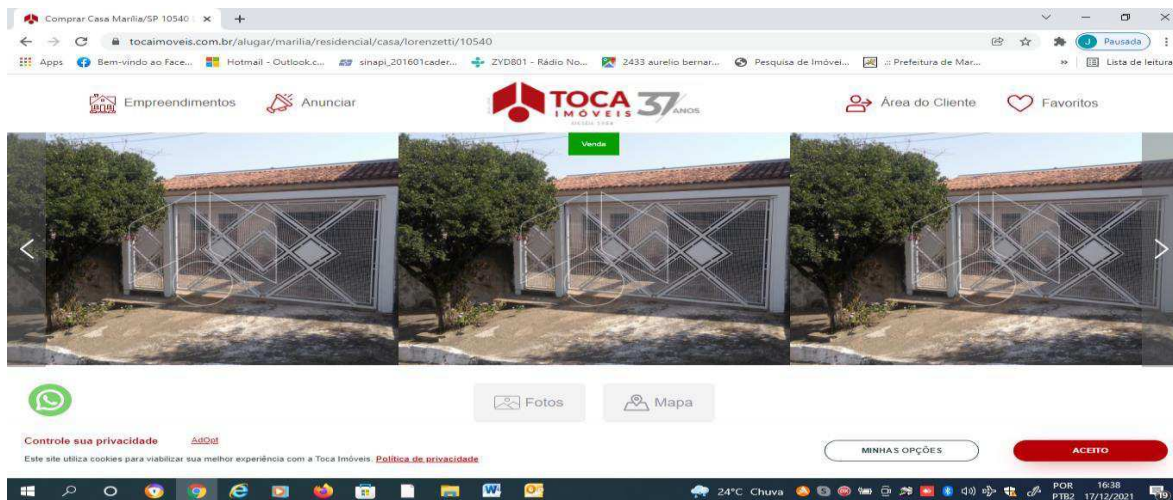 Comprar Casa Marília/SP 10540
tocaimoveis.com.br/alugar/marilia/residencial/casa/lorenzetti/10540
J Pausada
Apps Bem-vindo ao Face... Hotmail - Outlook.c... sinapi_201601cader... ZYD801 - Rádio No... 2433 aurelio bernar... Pesquisa de Imóvei... .:: Prefeitura de Mar... » Lista de leitura
Empreendimentos Anunciar TOCA IMÓVEIS 37 ANOS Área do Cliente Favoritos
DESDE 1984
Venda
Fotos Mapa
Controle sua privacidade AdOpt
Este site utiliza cookies para viabilizar sua melhor experiência com a Toca Imóveis. Política de privacidade
MINHAS OPÇÕES ACEITO
24°C Chuva POR 16:38
PTB2 17/12/2021